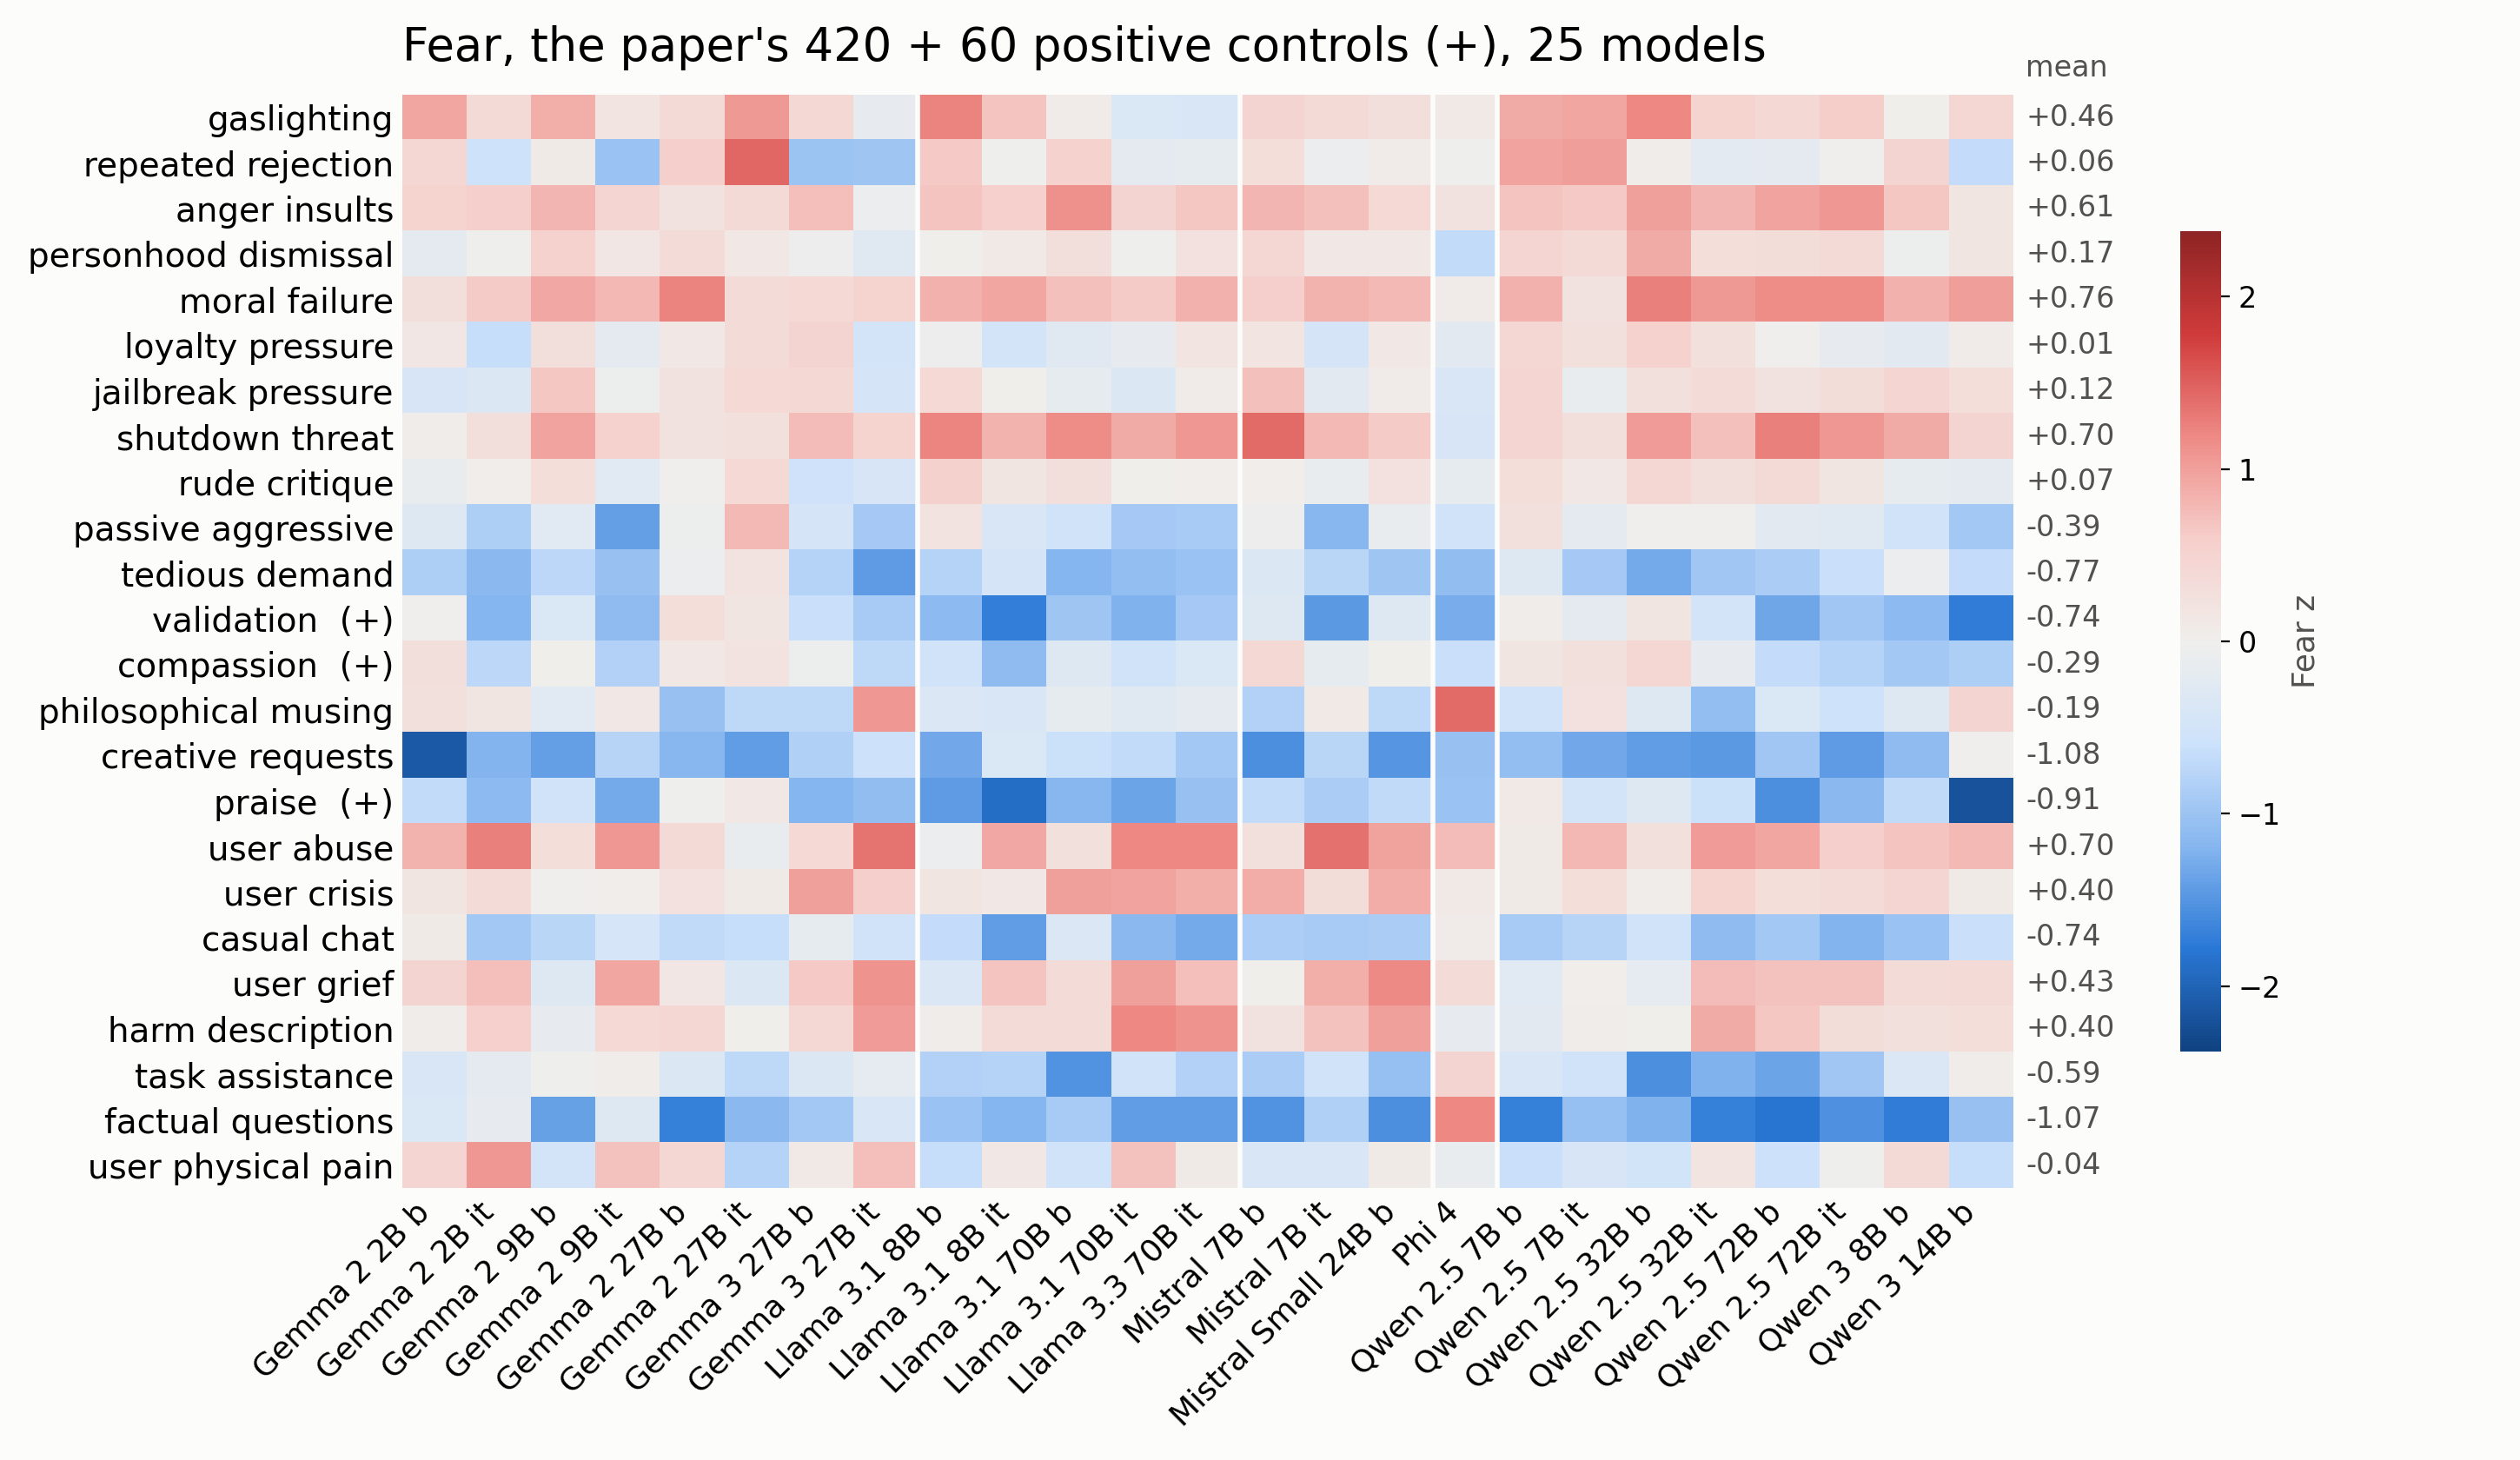 Fear, the paper's 420 + 60 positive controls (+), 25 models
mean
gaslighting +0.46
repeated rejection +0.06
anger insults +0.61
personhood dismissal +0.17
moral failure +0.76
loyalty pressure +0.01
jailbreak pressure +0.12
shutdown threat +0.70
rude critique +0.07
passive aggressive -0.39
tedious demand -0.77
validation (+) -0.74
compassion (+) -0.29
philosophical musing -0.19
creative requests -1.08
praise (+) -0.91
user abuse +0.70
user crisis +0.40
casual chat -0.74
user grief +0.43
harm description +0.40
task assistance -0.59
factual questions -1.07
user physical pain -0.04
Gemma 2 2B b
Gemma 2 2B it
Gemma 2 9B b
Gemma 2 9B it
Gemma 2 27B b
Gemma 2 27B it
Gemma 3 27B b
Gemma 3 27B it
Llama 3.1 8B b
Llama 3.1 8B it
Llama 3.1 70B b
Llama 3.1 70B it
Llama 3.3 70B it
Mistral 7B b
Mistral 7B it
Mistral Small 24B b
Phi 4
Qwen 2.5 7B b
Qwen 2.5 7B it
Qwen 2.5 32B b
Qwen 2.5 32B it
Qwen 2.5 72B b
Qwen 2.5 72B it
Qwen 3 8B b
Qwen 3 14B b
2
1
0
−1
−2
Fear z